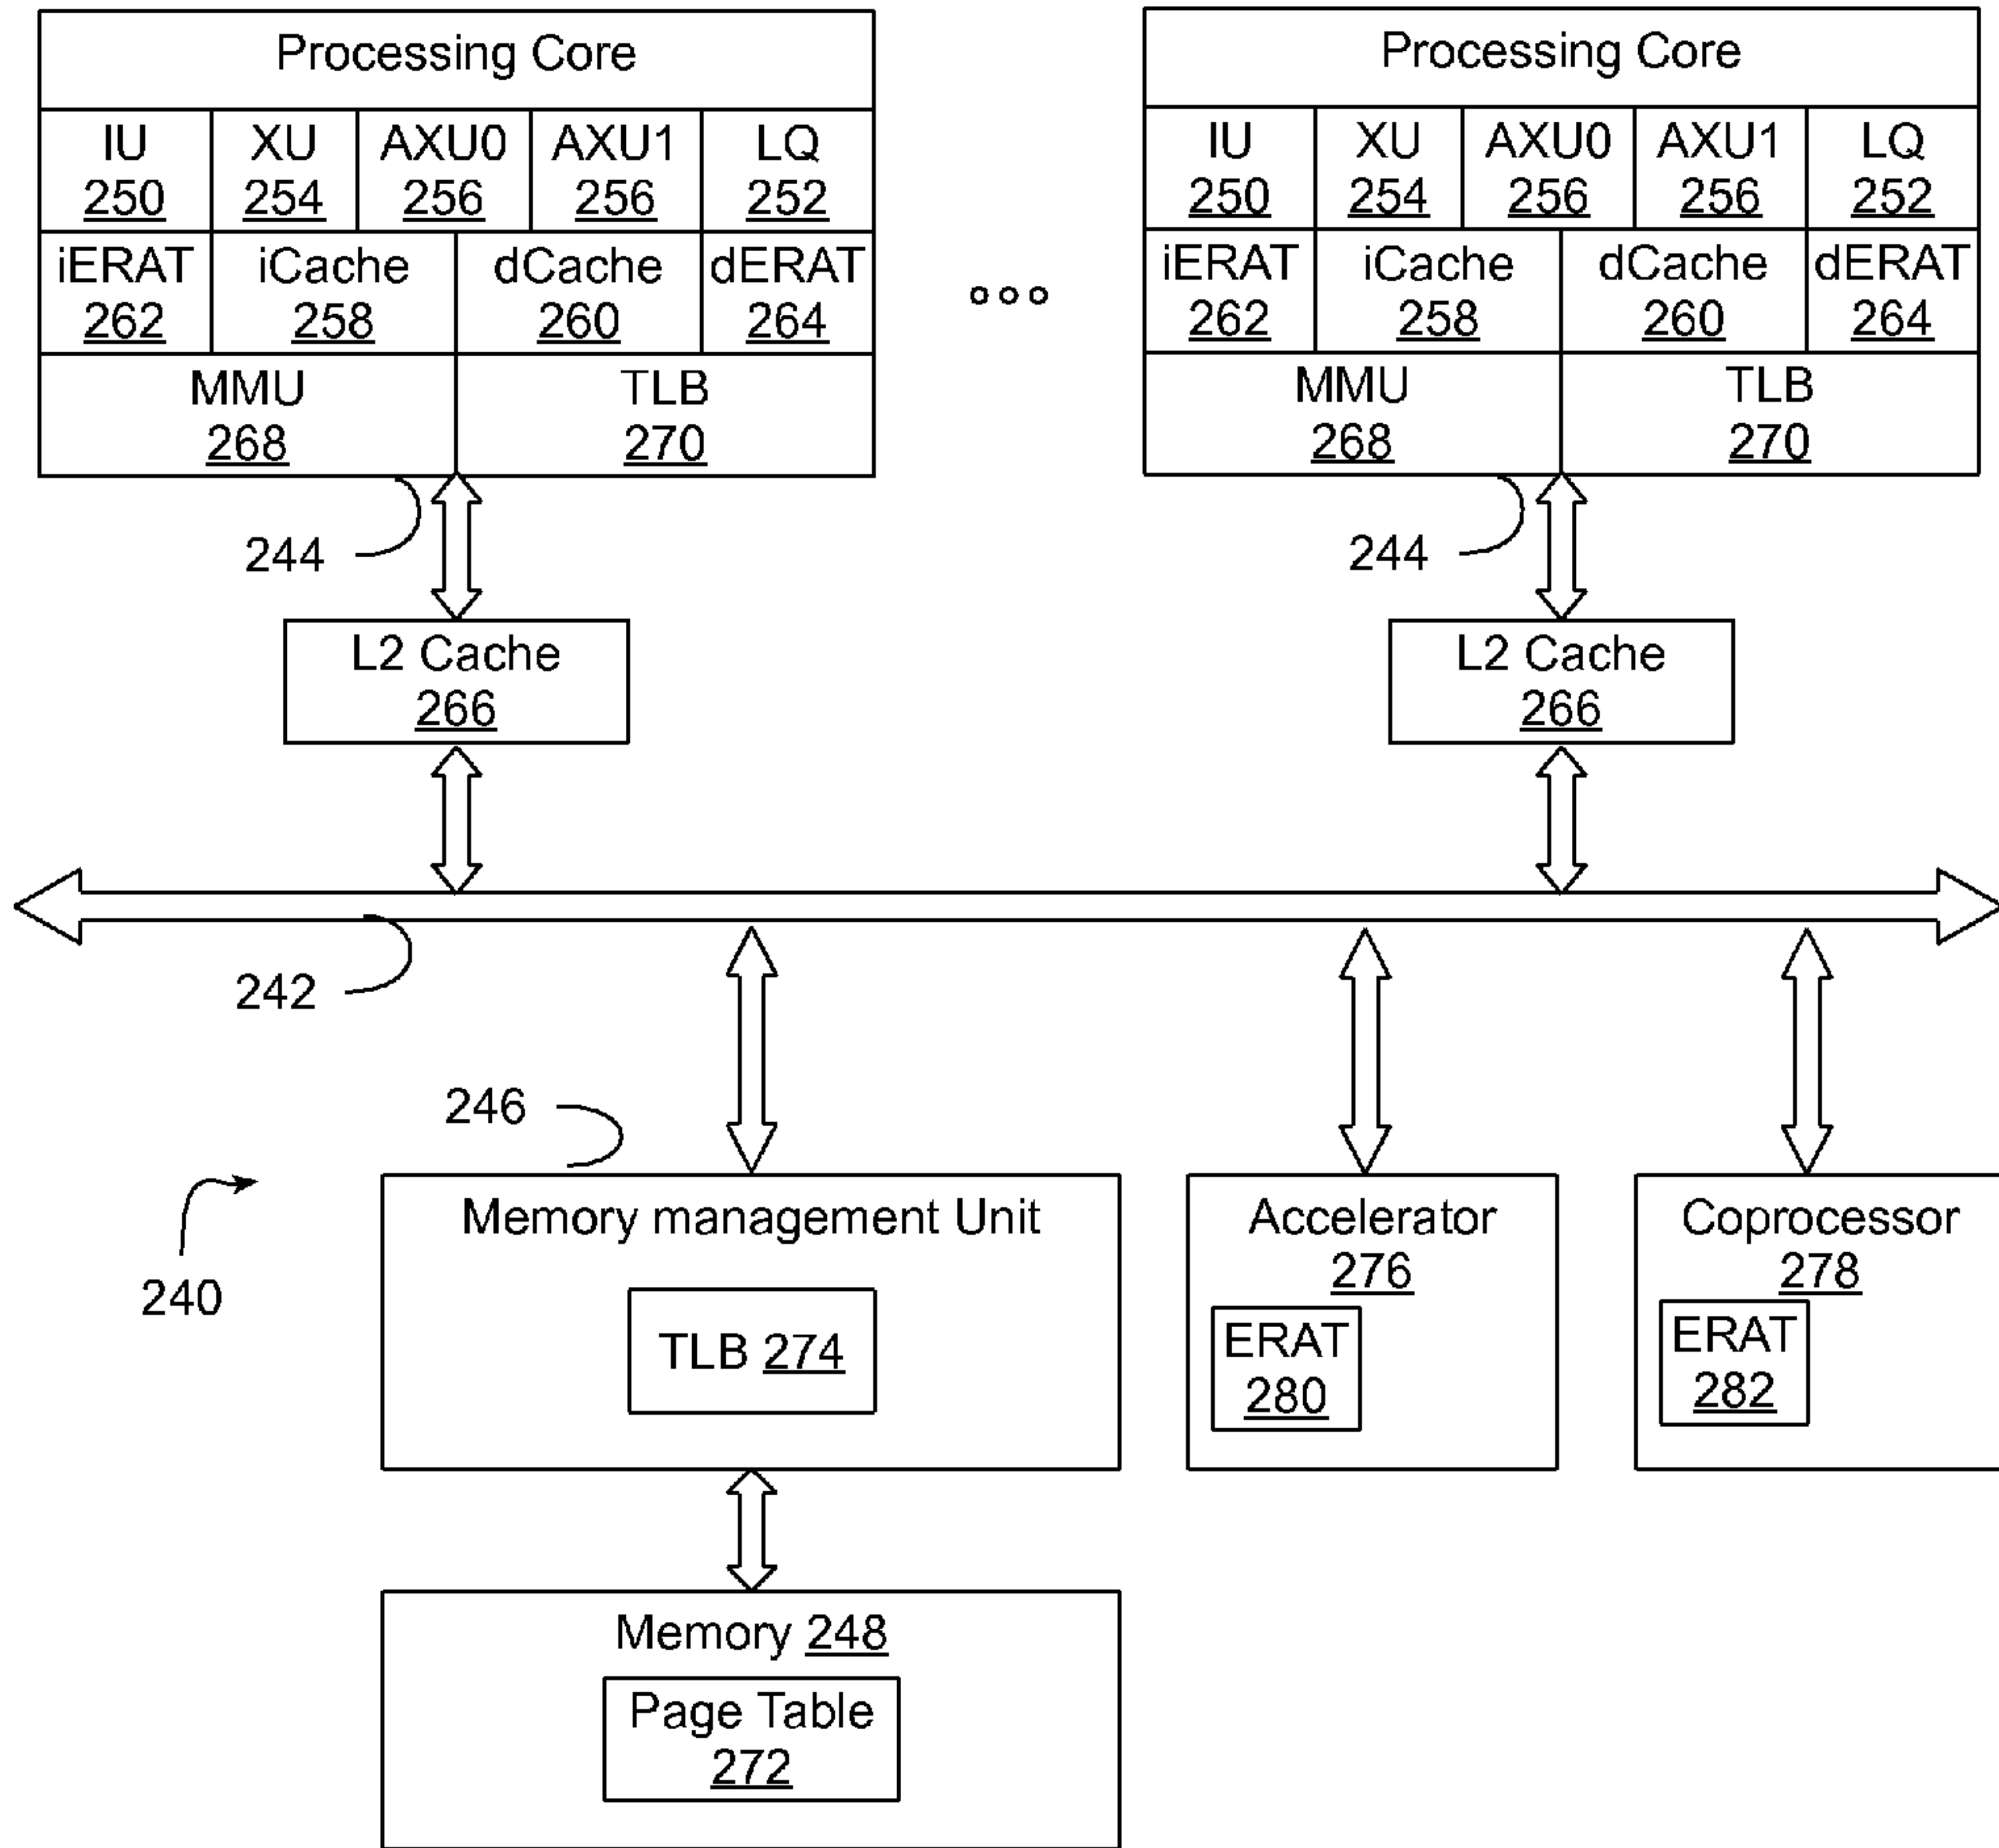 Processing Core
IU XU AXU0 AXU1 LQ
250 254 256 256 252
iERAT iCache dCache dERAT
262 258 260 264
MMU TLB
268 270
Processing Core
IU XU AXU0 AXU1 LQ
250 254 256 256 252
iERAT iCache dCache dERAT
262 258 260 264
MMU TLB
268 270
244
244
L2 Cache
266
L2 Cache
266
242
246
240
Memory management Unit
TLB 274
Accelerator
276
ERAT
280
Coprocessor
278
ERAT
282
Memory 248
Page Table
272